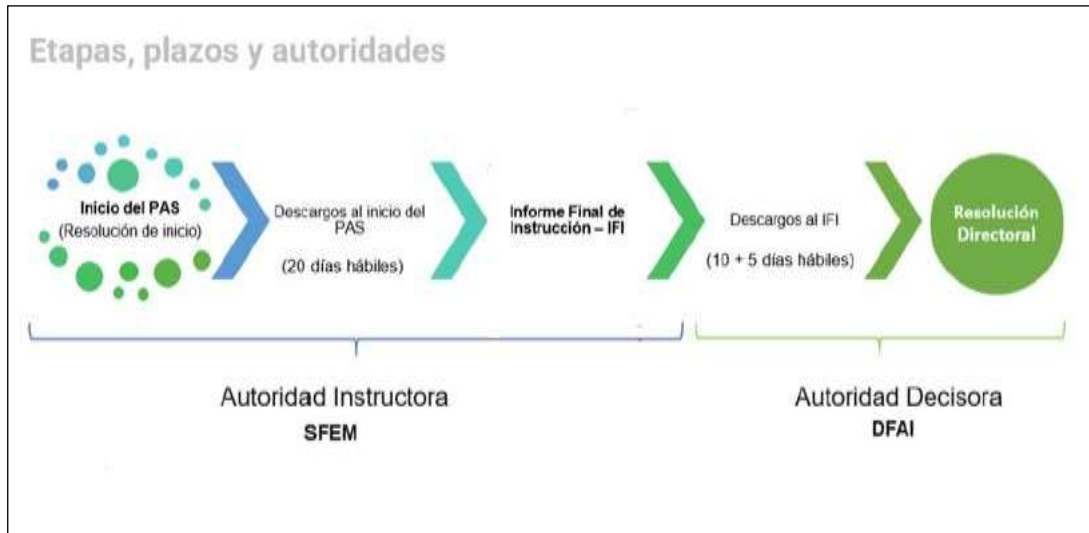 Etapas, plazos y autoridades
Inicio del PAS
(Resolución de inicio)
Descargos al inicio del
PAS
(20 días hábiles)
Informe Final de
Instrucción – IFI
Descargos al IFI
(10 + 5 días hábiles)
Resolución
Directoral
Autoridad Instructora
SFEM
Autoridad Decisora
DFAI